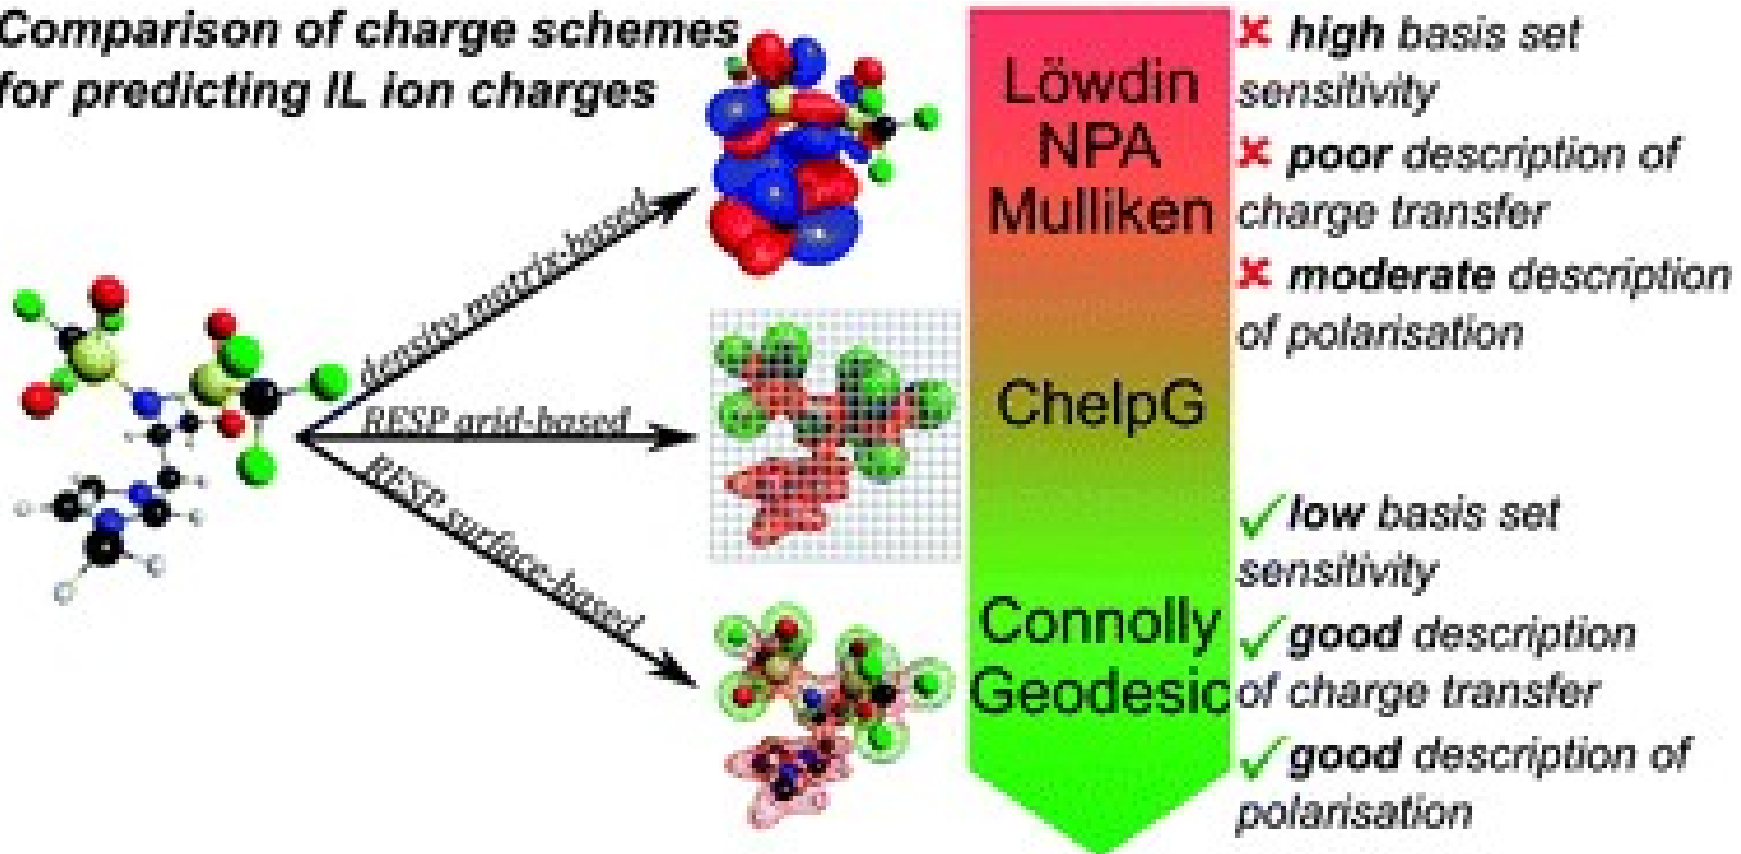 Comparison of charge schemes
for predicting IL ion charges
density matrix-based
RESP grid-based
RESP surface-based
Löwdin
NPA
Mulliken
ChelpG
Connolly
Geodesic
✗ high basis set
sensitivity
✗ poor description of
charge transfer
✗ moderate description
of polarisation
✓ low basis set
sensitivity
✓ good description
of charge transfer
✓ good description of
polarisation